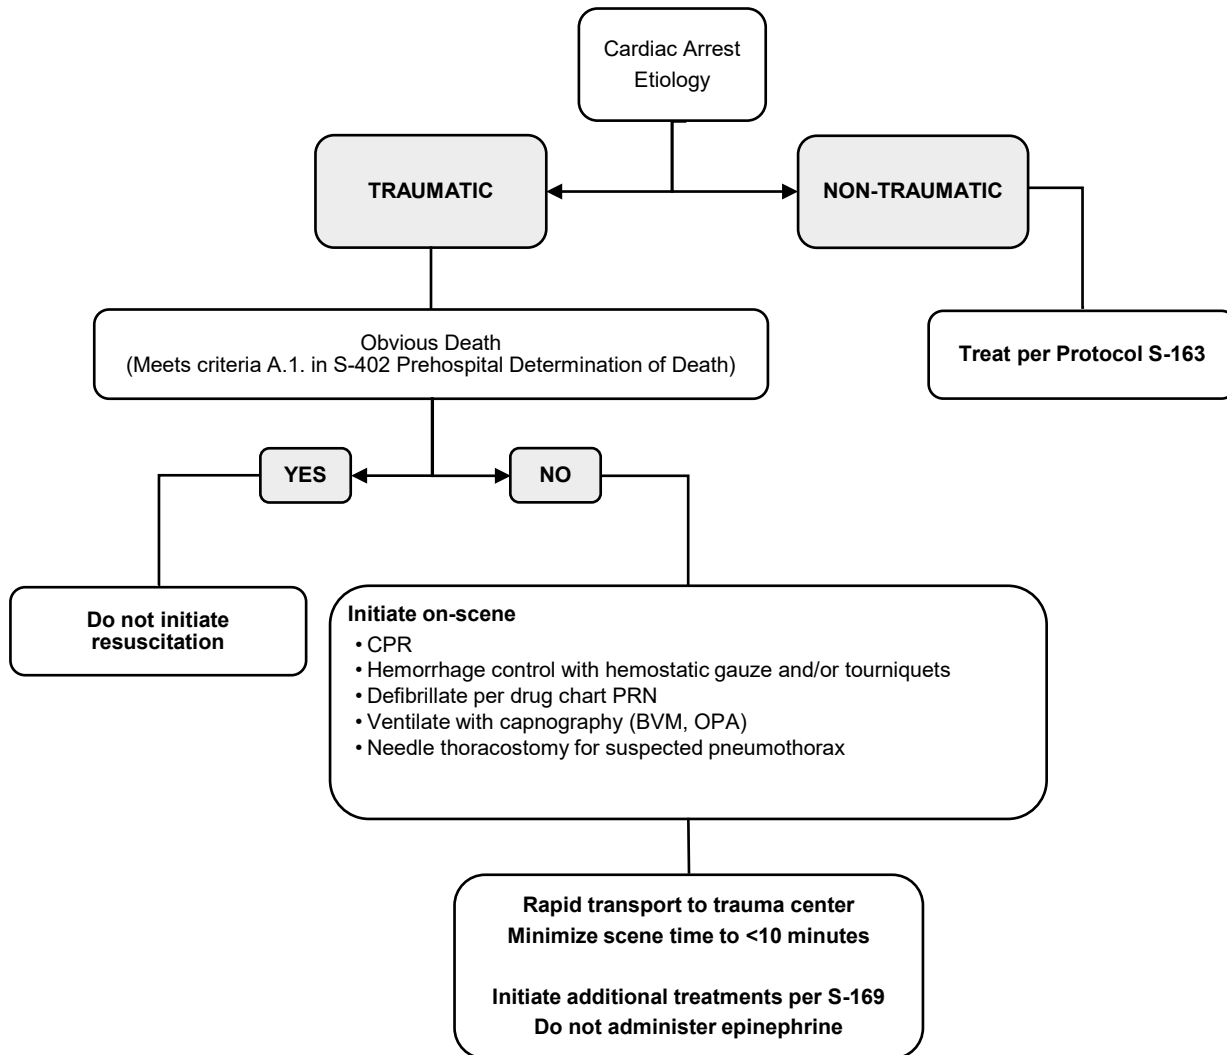 Cardiac Arrest
Etiology
TRAUMATIC
NON-TRAUMATIC
Obvious Death
(Meets criteria A.1. in S-402 Prehospital Determination of Death)
Treat per Protocol S-163
YES
NO
Do not initiate
resuscitation
Initiate on-scene
• CPR
• Hemorrhage control with hemostatic gauze and/or tourniquets
• Defibrillate per drug chart PRN
• Ventilate with capnography (BVM, OPA)
• Needle thoracostomy for suspected pneumothorax
Rapid transport to trauma center
Minimize scene time to <10 minutes
Initiate additional treatments per S-169
Do not administer epinephrine